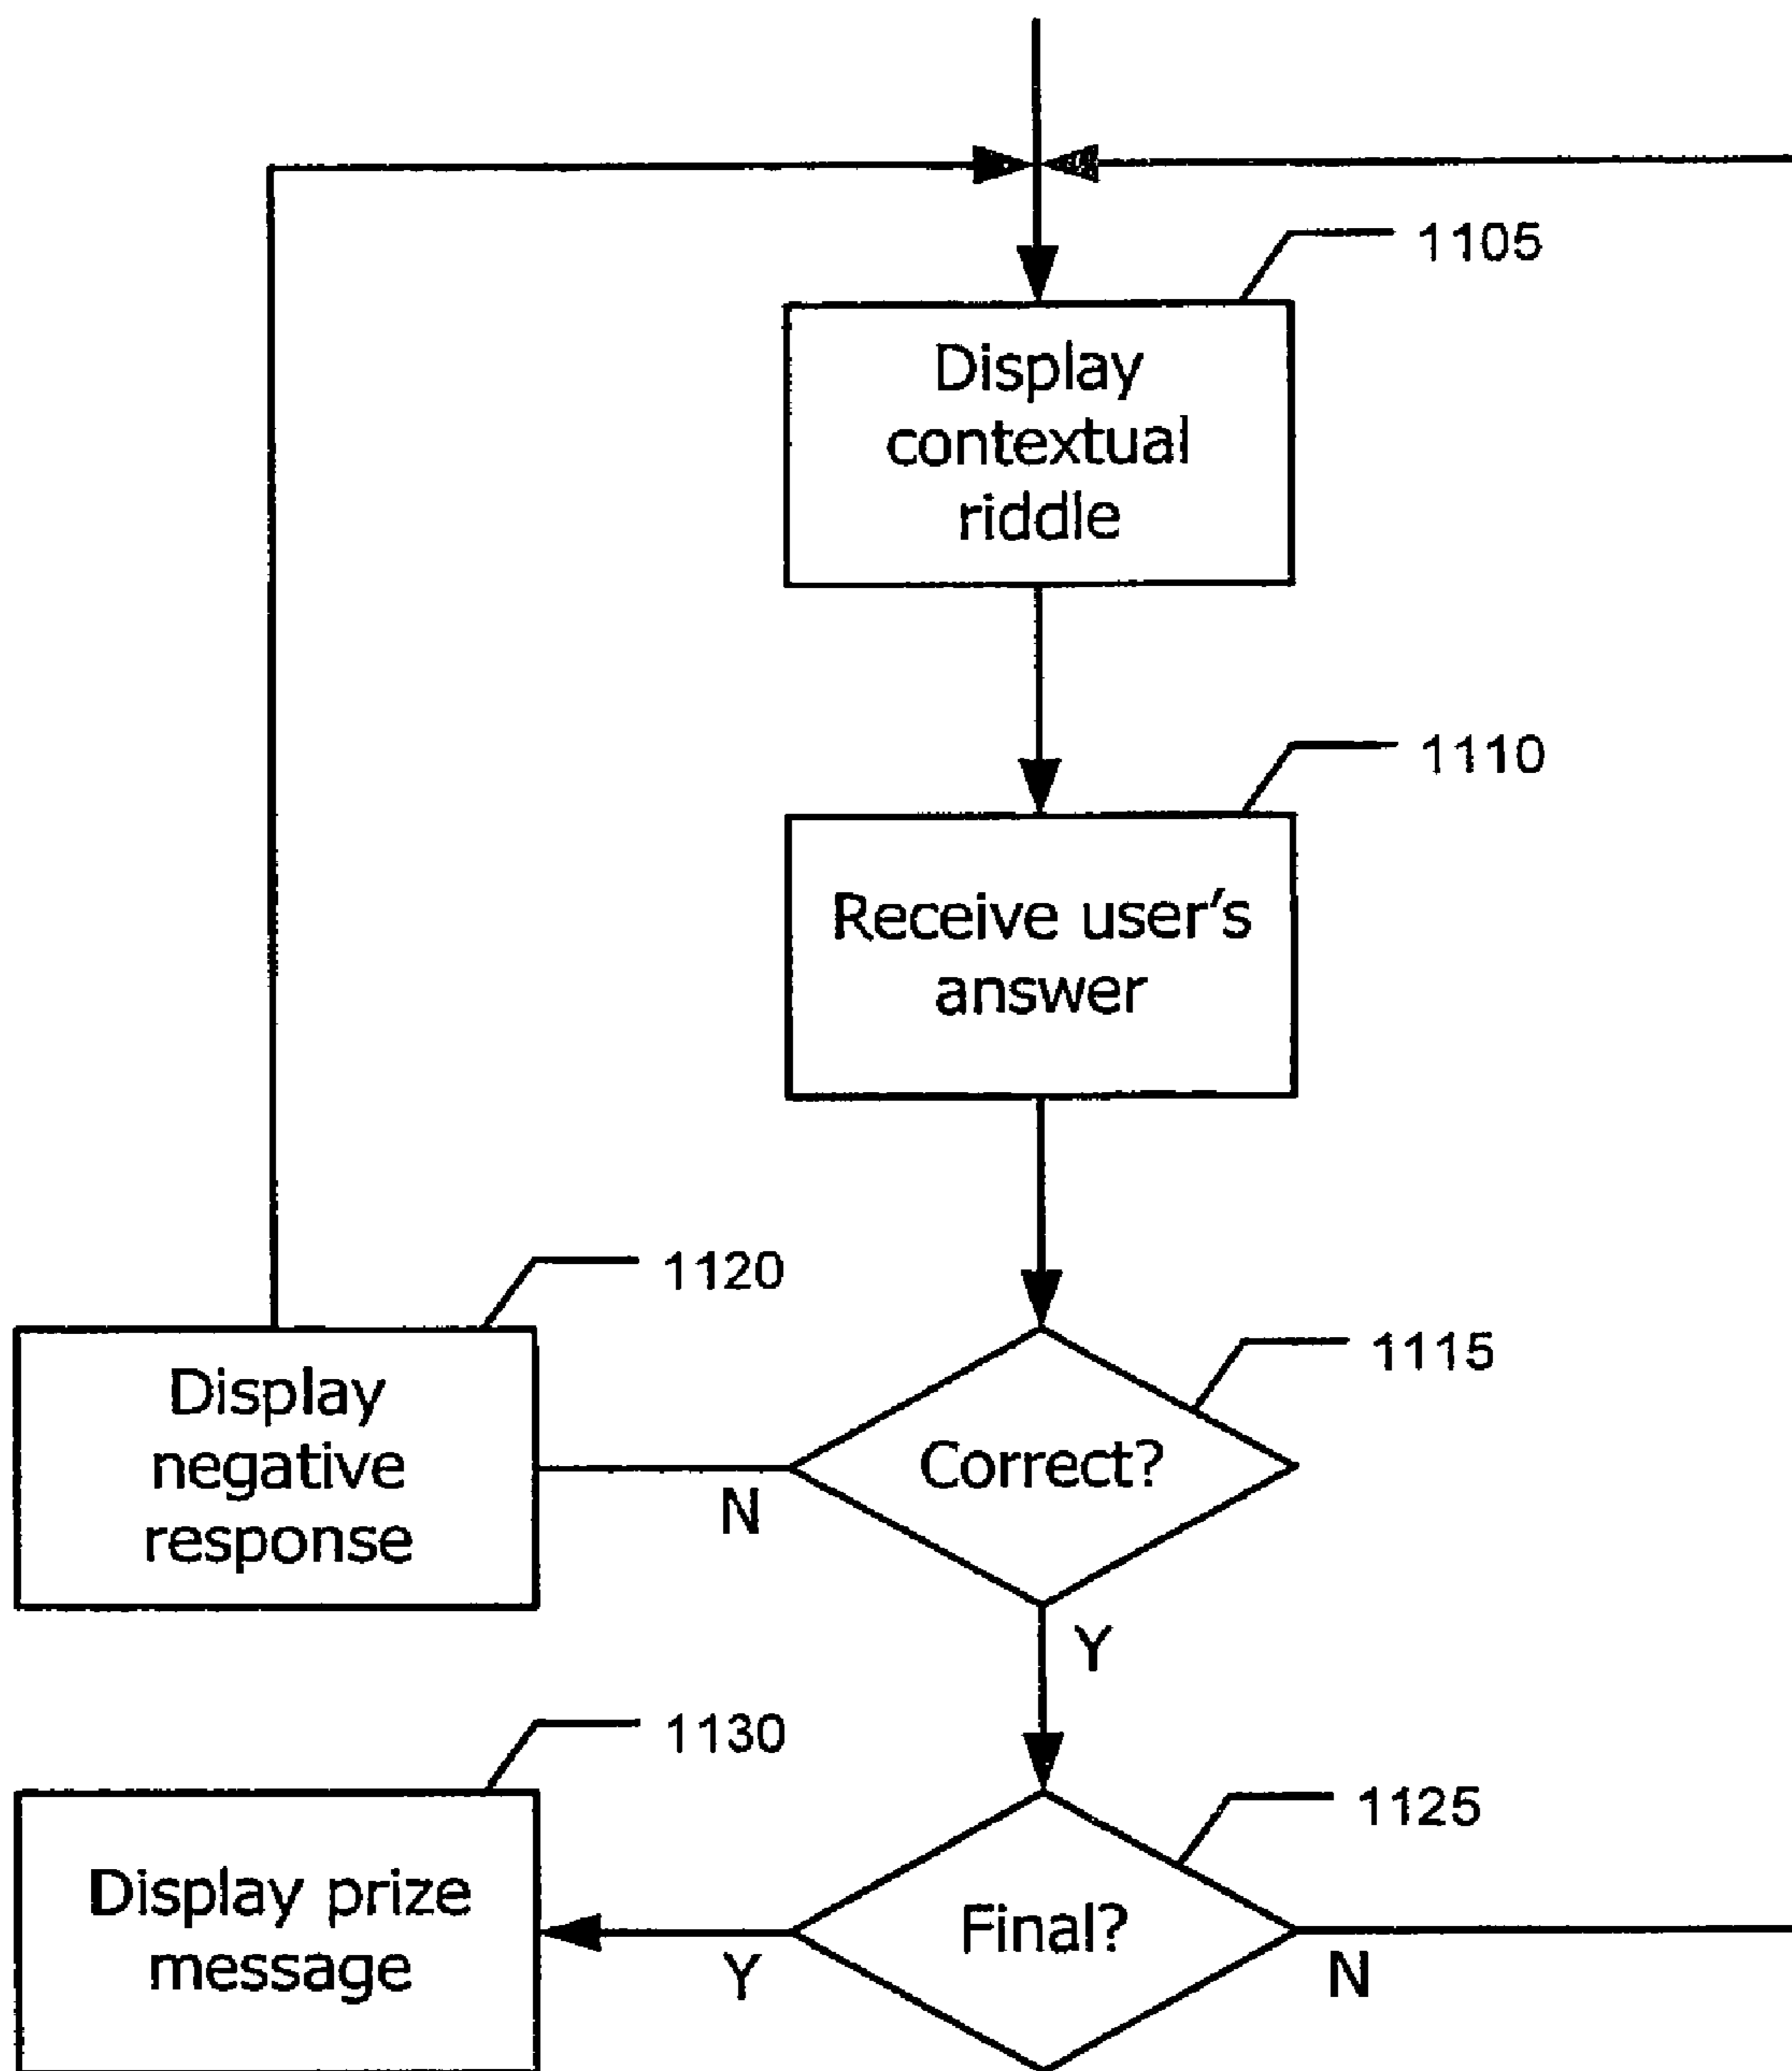 1105
Display
contextual
riddle
1110
Receive user's
answer
1120
Display
negative
response
1115
Correct?
N
Y
1130
Display prize
message
1125
Final?
Y
N